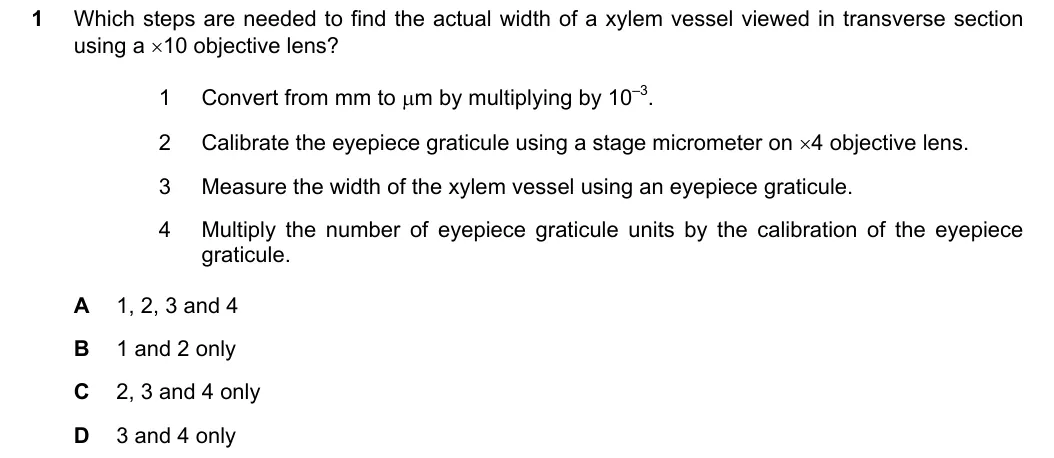 1 Which steps are needed to find the actual width of a xylem vessel viewed in transverse section
using a ×10 objective lens?
1 Convert from mm to μm by multiplying by 10⁻³.
2 Calibrate the eyepiece graticule using a stage micrometer on ×4 objective lens.
3 Measure the width of the xylem vessel using an eyepiece graticule.
4 Multiply the number of eyepiece graticule units by the calibration of the eyepiece
graticule.
A 1, 2, 3 and 4
B 1 and 2 only
C 2, 3 and 4 only
D 3 and 4 only